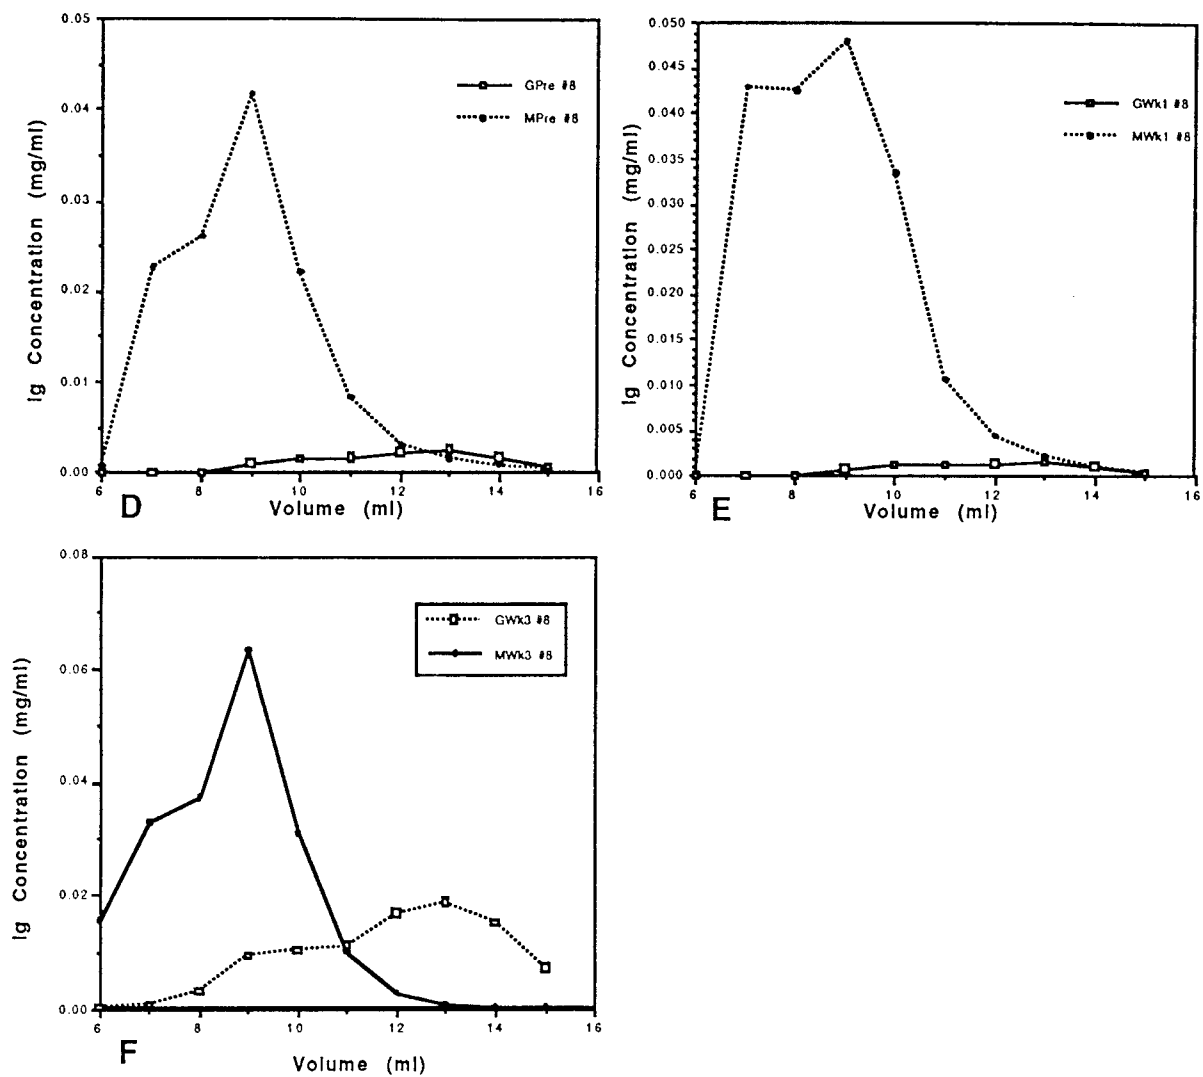 0.05
0.04
0.03
0.02
0.01
0.00
Ig Concentration (mg/ml)
GPre #8
MPre #8
6 8 10 12 14 16
D Volume (ml)
0.050
0.045
0.040
0.035
0.030
0.025
0.020
0.015
0.010
0.005
0.000
Ig Concentration (mg/ml)
GWk1 #8
MWk1 #8
6 8 10 12 14 16
E Volume (ml)
0.08
0.06
0.04
0.02
0.00
Ig Concentration (mg/ml)
GWk3 #8
MWk3 #8
6 8 10 12 14 16
F
Volume (ml)